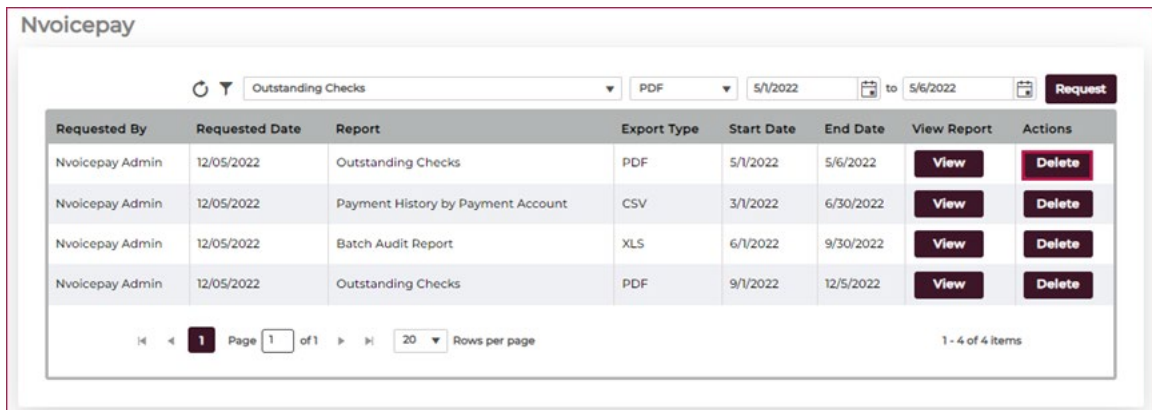 Nvoicepay
Outstanding Checks PDF 5/1/2022 to 5/6/2022 Request
Requested By Requested Date Report Export Type Start Date End Date View Report Actions
Nvoicepay Admin 12/05/2022 Outstanding Checks PDF 5/1/2022 5/6/2022 View Delete
Nvoicepay Admin 12/05/2022 Payment History by Payment Account CSV 3/1/2022 6/30/2022 View Delete
Nvoicepay Admin 12/05/2022 Batch Audit Report XLS 6/1/2022 9/30/2022 View Delete
Nvoicepay Admin 12/05/2022 Outstanding Checks PDF 9/1/2022 12/5/2022 View Delete
1 Page 1 of 1 20 Rows per page 1 - 4 of 4 items